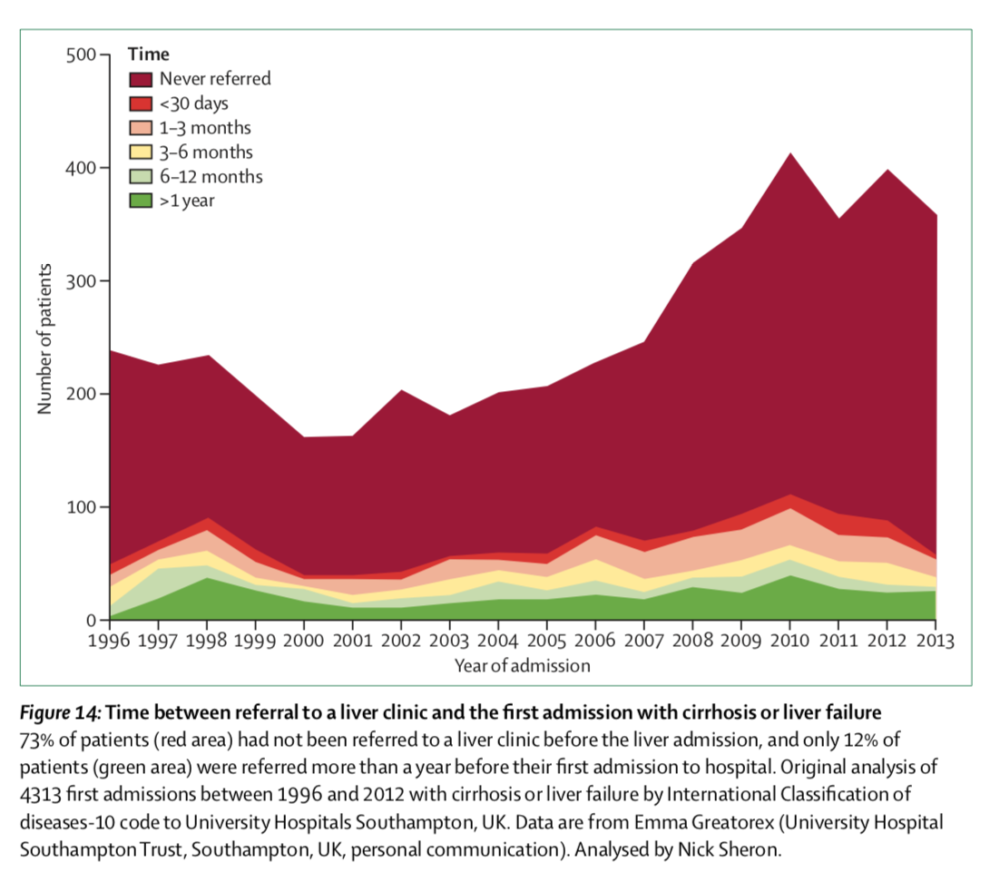 500
Time
Never referred
<30 days
1–3 months
400
3–6 months
6–12 months
>1 year
300
Number of patients
200
100
0
1996 1997 1998 1999 2000 2001 2002 2003 2004 2005 2006 2007 2008 2009 2010 2011 2012 2013
Year of admission
Figure 14: Time between referral to a liver clinic and the first admission with cirrhosis or liver failure
73% of patients (red area) had not been referred to a liver clinic before the liver admission, and only 12% of
patients (green area) were referred more than a year before their first admission to hospital. Original analysis of
4313 first admissions between 1996 and 2012 with cirrhosis or liver failure by International Classification of
diseases-10 code to University Hospitals Southampton, UK. Data are from Emma Greatorex (University Hospital
Southampton Trust, Southampton, UK, personal communication). Analysed by Nick Sheron.